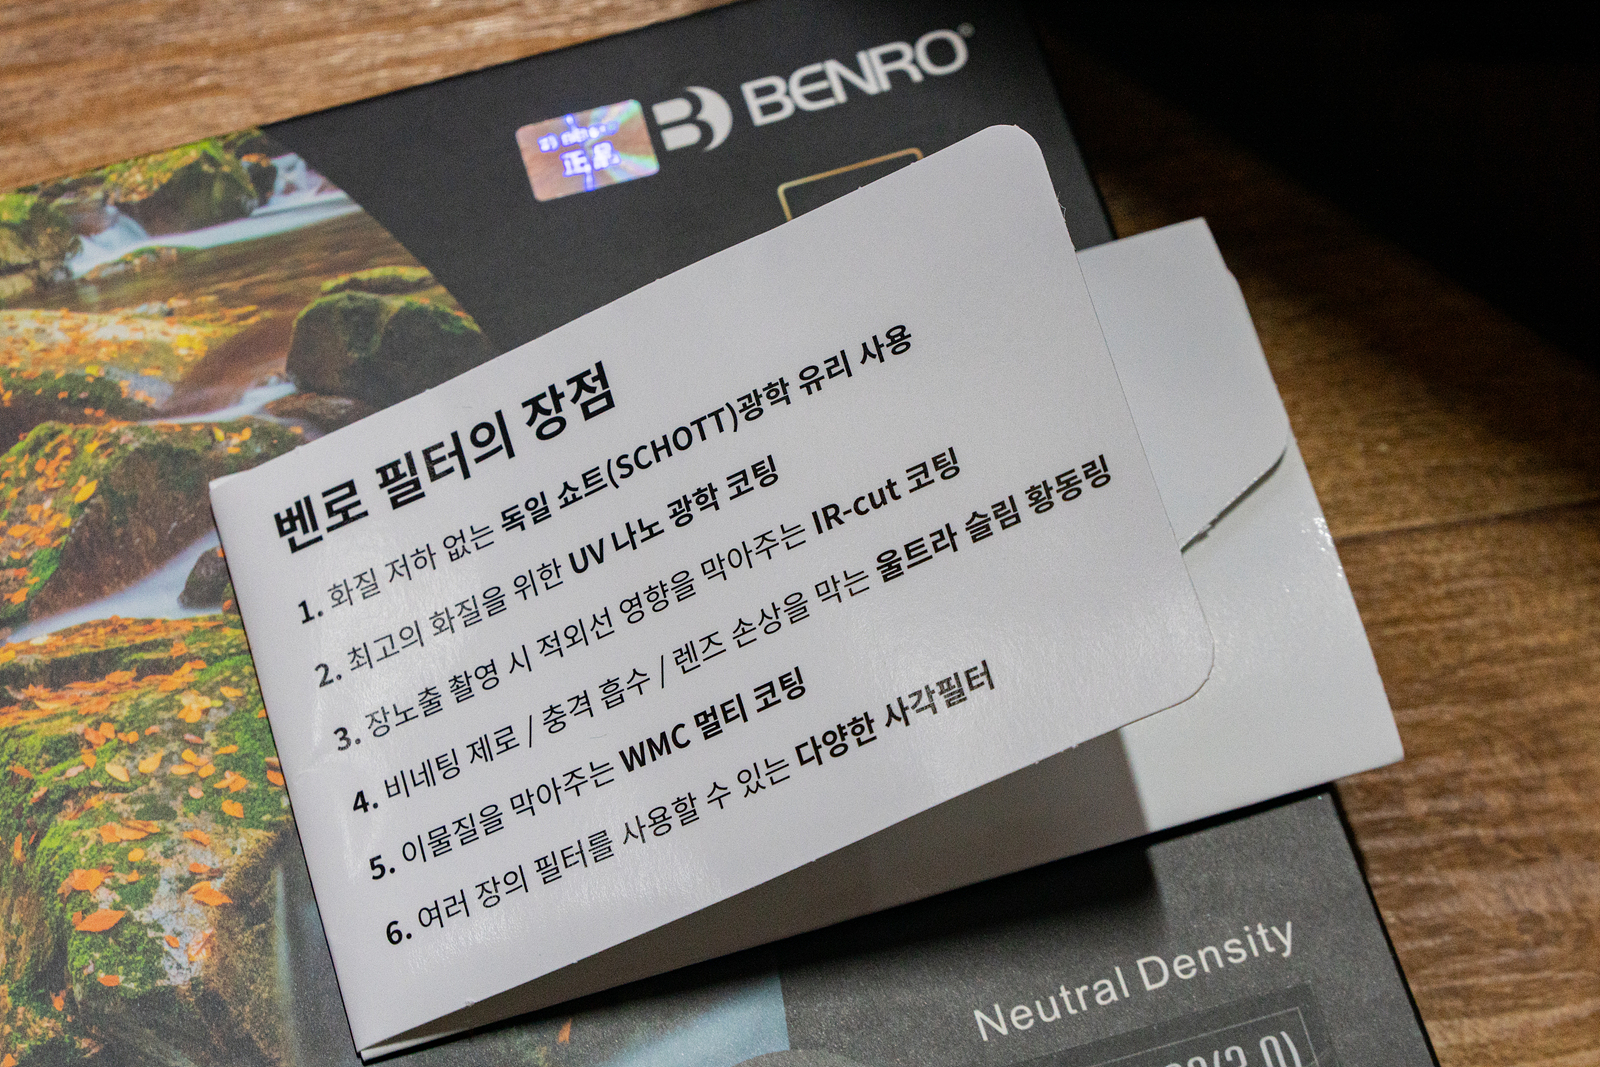 BENRO
正品
벤로 필터의 장점
1. 화질 저하 없는 독일 쇼트(SCHOTT)광학 유리 사용
2. 최고의 화질을 위한 UV 나노 광학 코팅
3. 장노출 촬영 시 적외선 영향을 막아주는 IR-cut 코팅
4. 비네팅 제로 / 충격 흡수 / 렌즈 손상을 막는 울트라 슬림 황동링
5. 이물질을 막아주는 WMC 멀티 코팅
6. 여러 장의 필터를 사용할 수 있는 다양한 사각필터
Neutral Density
(3.0)